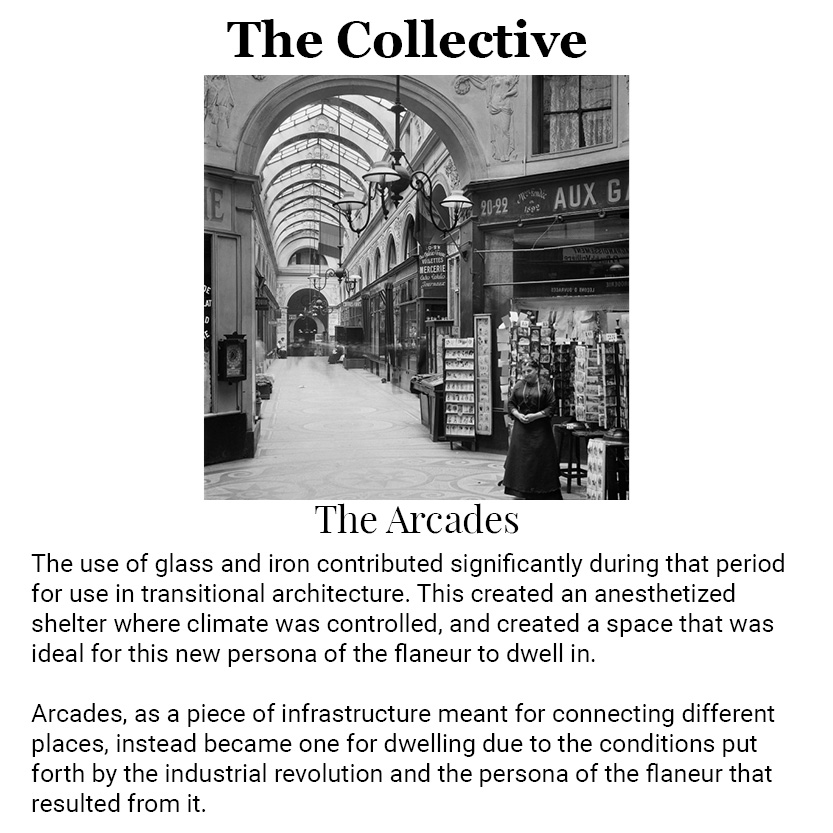 The Collective
20-22
AUX GA
MERCERIE
The Arcades
The use of glass and iron contributed significantly during that period
for use in transitional architecture. This created an anesthetized
shelter where climate was controlled, and created a space that was
ideal for this new persona of the flaneur to dwell in.
Arcades, as a piece of infrastructure meant for connecting different
places, instead became one for dwelling due to the conditions put
forth by the industrial revolution and the persona of the flaneur that
resulted from it.